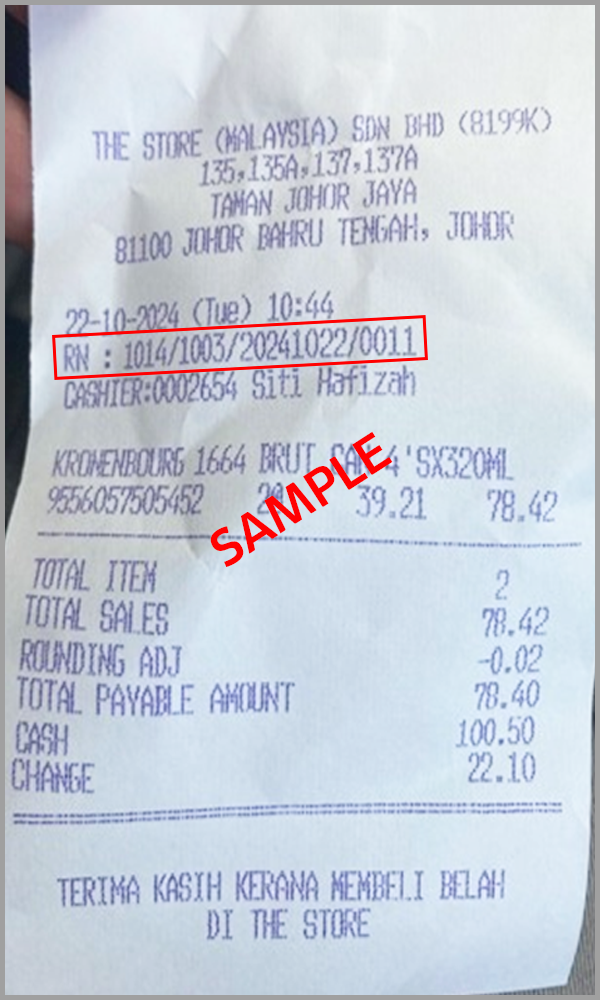 THE STORE (MALAYSIA) SDN BHD (8199K)
135,135A,137,137A
TAMAN JOHOR JAYA
81100 JOHOR BAHRU TENGAH, JOHOR
22-10-2024 (Tue) 10:44
RN : 1014/1003/20241022/0011
CASHIER:0002654 Siti Hafizah
KRONENBOURG 1664 BRUT CAN 4'SX320ML
9556057505452 39.21 78.42
SAMPLE
TOTAL ITEM 2
TOTAL SALES 78.42
ROUNDING ADJ -0.02
TOTAL PAYABLE AMOUNT 78.40
CASH 100.50
CHANGE 22.10
TERIMA KASIH KERANA MEMBELI BELAH
DI THE STORE